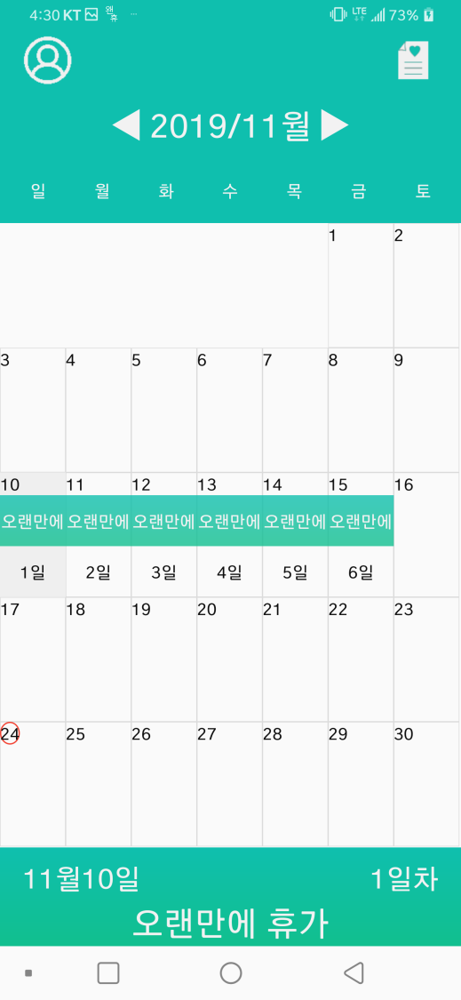 4:30 KT 73%
LTE
2019/11월
일 월 화 수 목 금 토
1 2
3 4 5 6 7 8 9
10 11 12 13 14 15 16
오랜만에 오랜만에 오랜만에 오랜만에 오랜만에 오랜만에
1일 2일 3일 4일 5일 6일
17 18 19 20 21 22 23
24 25 26 27 28 29 30
11월10일 1일차
오랜만에 휴가